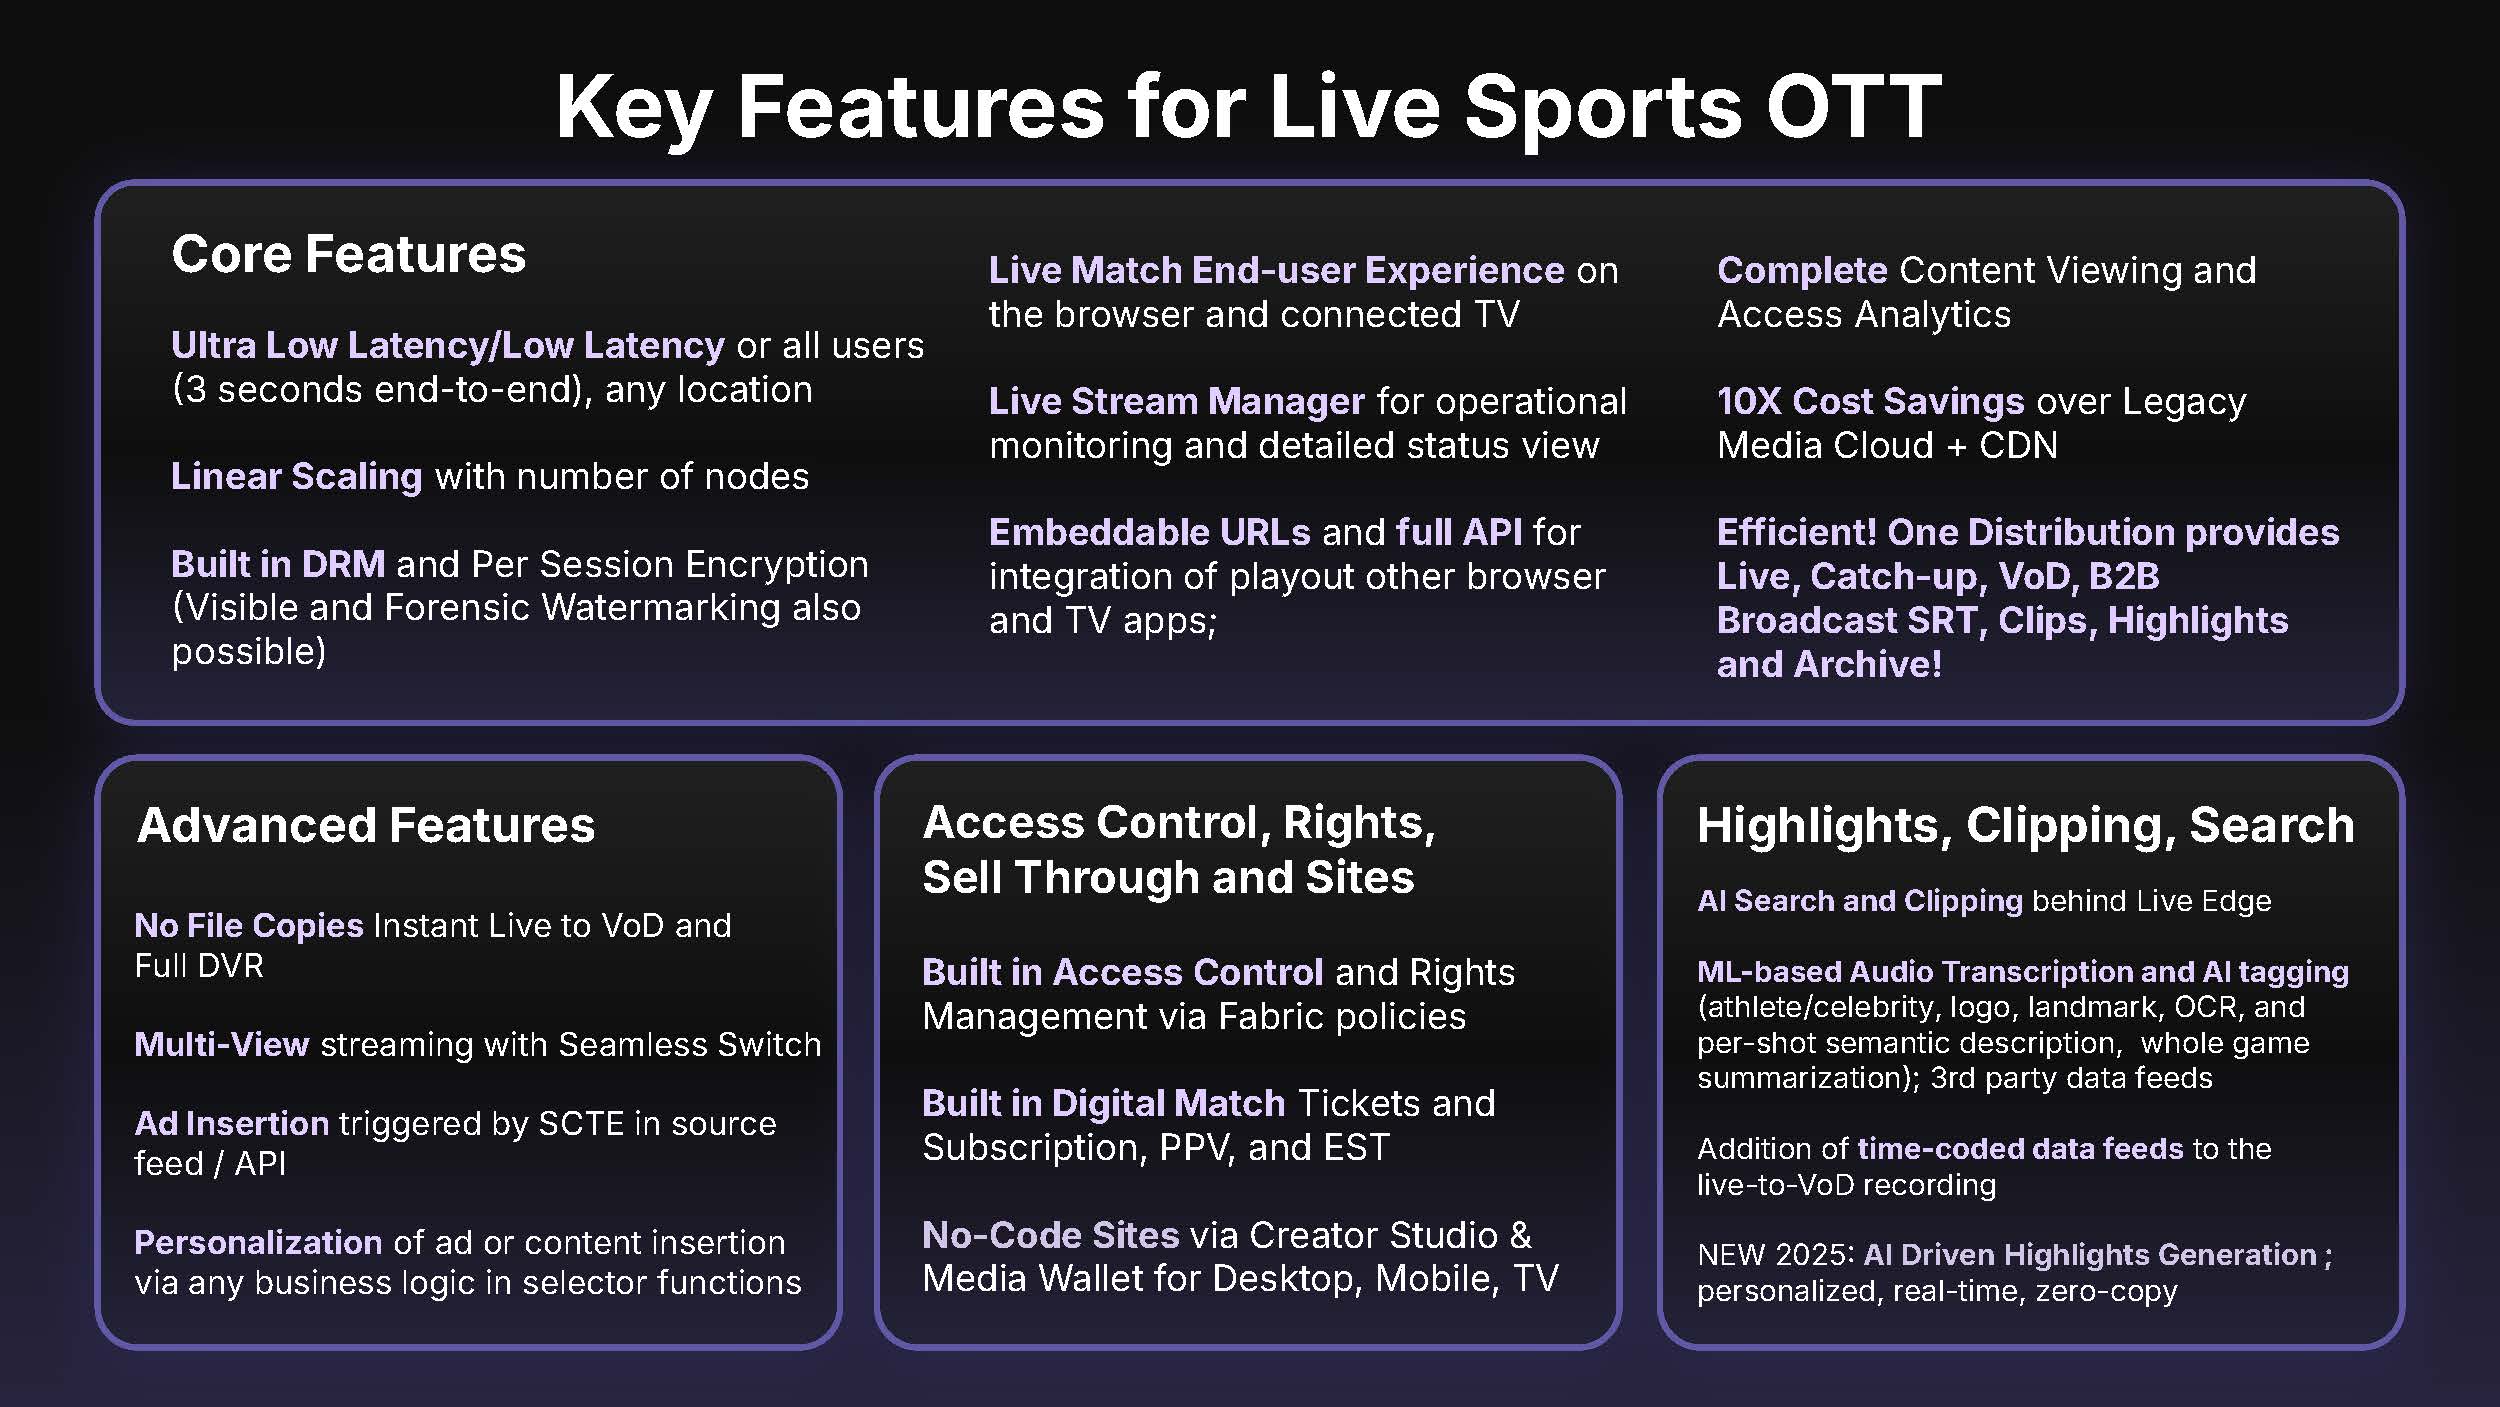 Key Features for Live Sports OTT
Core Features
Ultra Low Latency/Low Latency or all users
(3 seconds end-to-end), any location
Linear Scaling with number of nodes
Built in DRM and Per Session Encryption
(Visible and Forensic Watermarking also
possible)
Live Match End-user Experience on
the browser and connected TV
Live Stream Manager for operational
monitoring and detailed status view
Embeddable URLs and full API for
integration of playout other browser
and TV apps;
Complete Content Viewing and
Access Analytics
10X Cost Savings over Legacy
Media Cloud + CDN
Efficient! One Distribution provides
Live, Catch-up, VoD, B2B
Broadcast SRT, Clips, Highlights
and Archive!
Advanced Features
No File Copies Instant Live to VoD and
Full DVR
Multi-View streaming with Seamless Switch
Ad Insertion triggered by SCTE in source
feed / API
Personalization of ad or content insertion
via any business logic in selector functions
Access Control, Rights,
Sell Through and Sites
Built in Access Control and Rights
Management via Fabric policies
Built in Digital Match Tickets and
Subscription, PPV, and EST
No-Code Sites via Creator Studio &
Media Wallet for Desktop, Mobile, TV
Highlights, Clipping, Search
AI Search and Clipping behind Live Edge
ML-based Audio Transcription and AI tagging
(athlete/celebrity, logo, landmark, OCR, and
per-shot semantic description,  whole game
summarization); 3rd party data feeds
Addition of time-coded data feeds to the
live-to-VoD recording
NEW 2025: AI Driven Highlights Generation ;
personalized, real-time, zero-copy